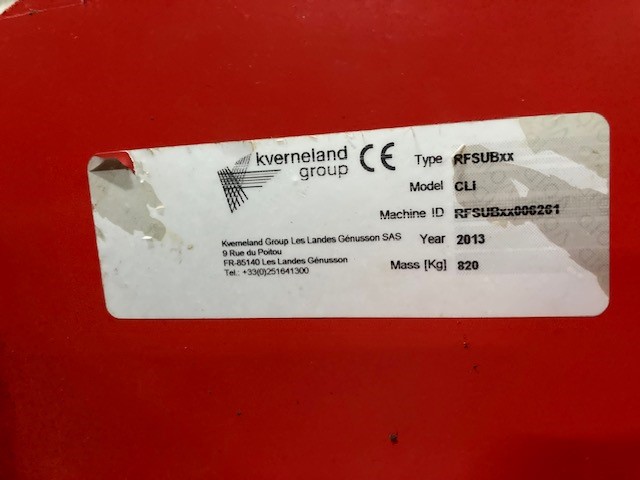 kverneland
group
CE
Type RFSUBxx
Model CLi
Machine ID RFSUBxx006261
Year 2013
Mass [Kg] 820
Kverneland Group Les Landes Génusson SAS
9 Rue du Poitou
FR-85140 Les Landes Génusson
Tel.: +33(0)251641300